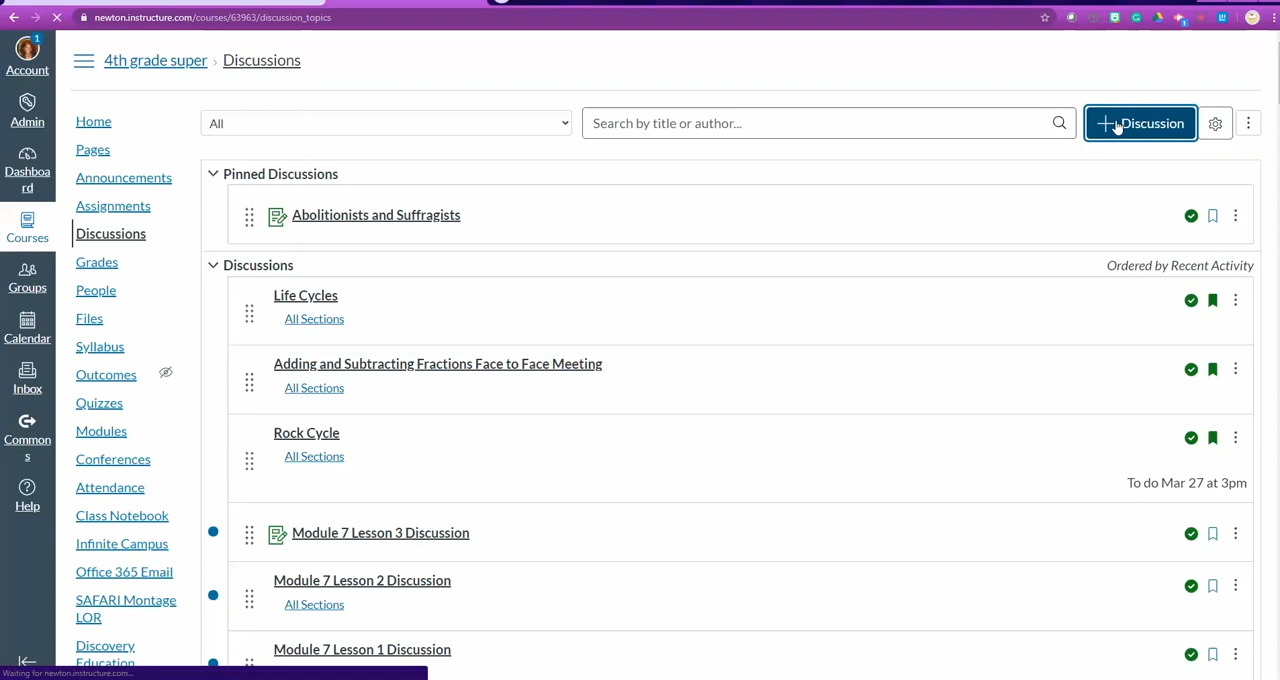 newton.instructure.com/courses/63963/discussion_topics
1
Account
Admin
Dashboa
rd
Courses
Groups
Calendar
Inbox
Common
s
Help
4th grade super › Discussions
Home
Pages
Announcements
Assignments
Discussions
Grades
People
Files
Syllabus
Outcomes
Quizzes
Modules
Conferences
Attendance
Class Notebook
Infinite Campus
Office 365 Email
SAFARI Montage
LOR
Discovery
Education
All
Search by title or author...
+ Discussion
Pinned Discussions
Abolitionists and Suffragists
Discussions
Ordered by Recent Activity
Life Cycles
All Sections
Adding and Subtracting Fractions Face to Face Meeting
All Sections
Rock Cycle
All Sections
To do Mar 27 at 3pm
Module 7 Lesson 3 Discussion
Module 7 Lesson 2 Discussion
All Sections
Module 7 Lesson 1 Discussion
Waiting for newton.instructure.com...